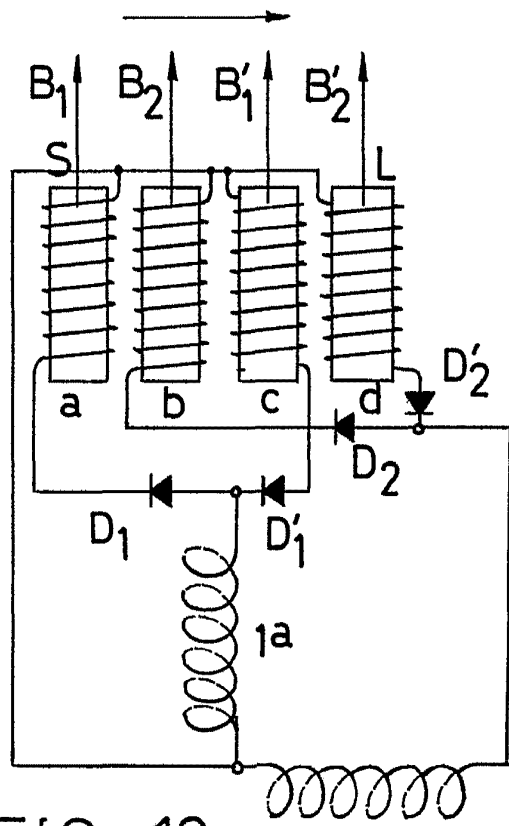 B₁ B₂ B′₁ B′₂
S L
a b c d
D′₂
D₂
D₁ D′₁
1a